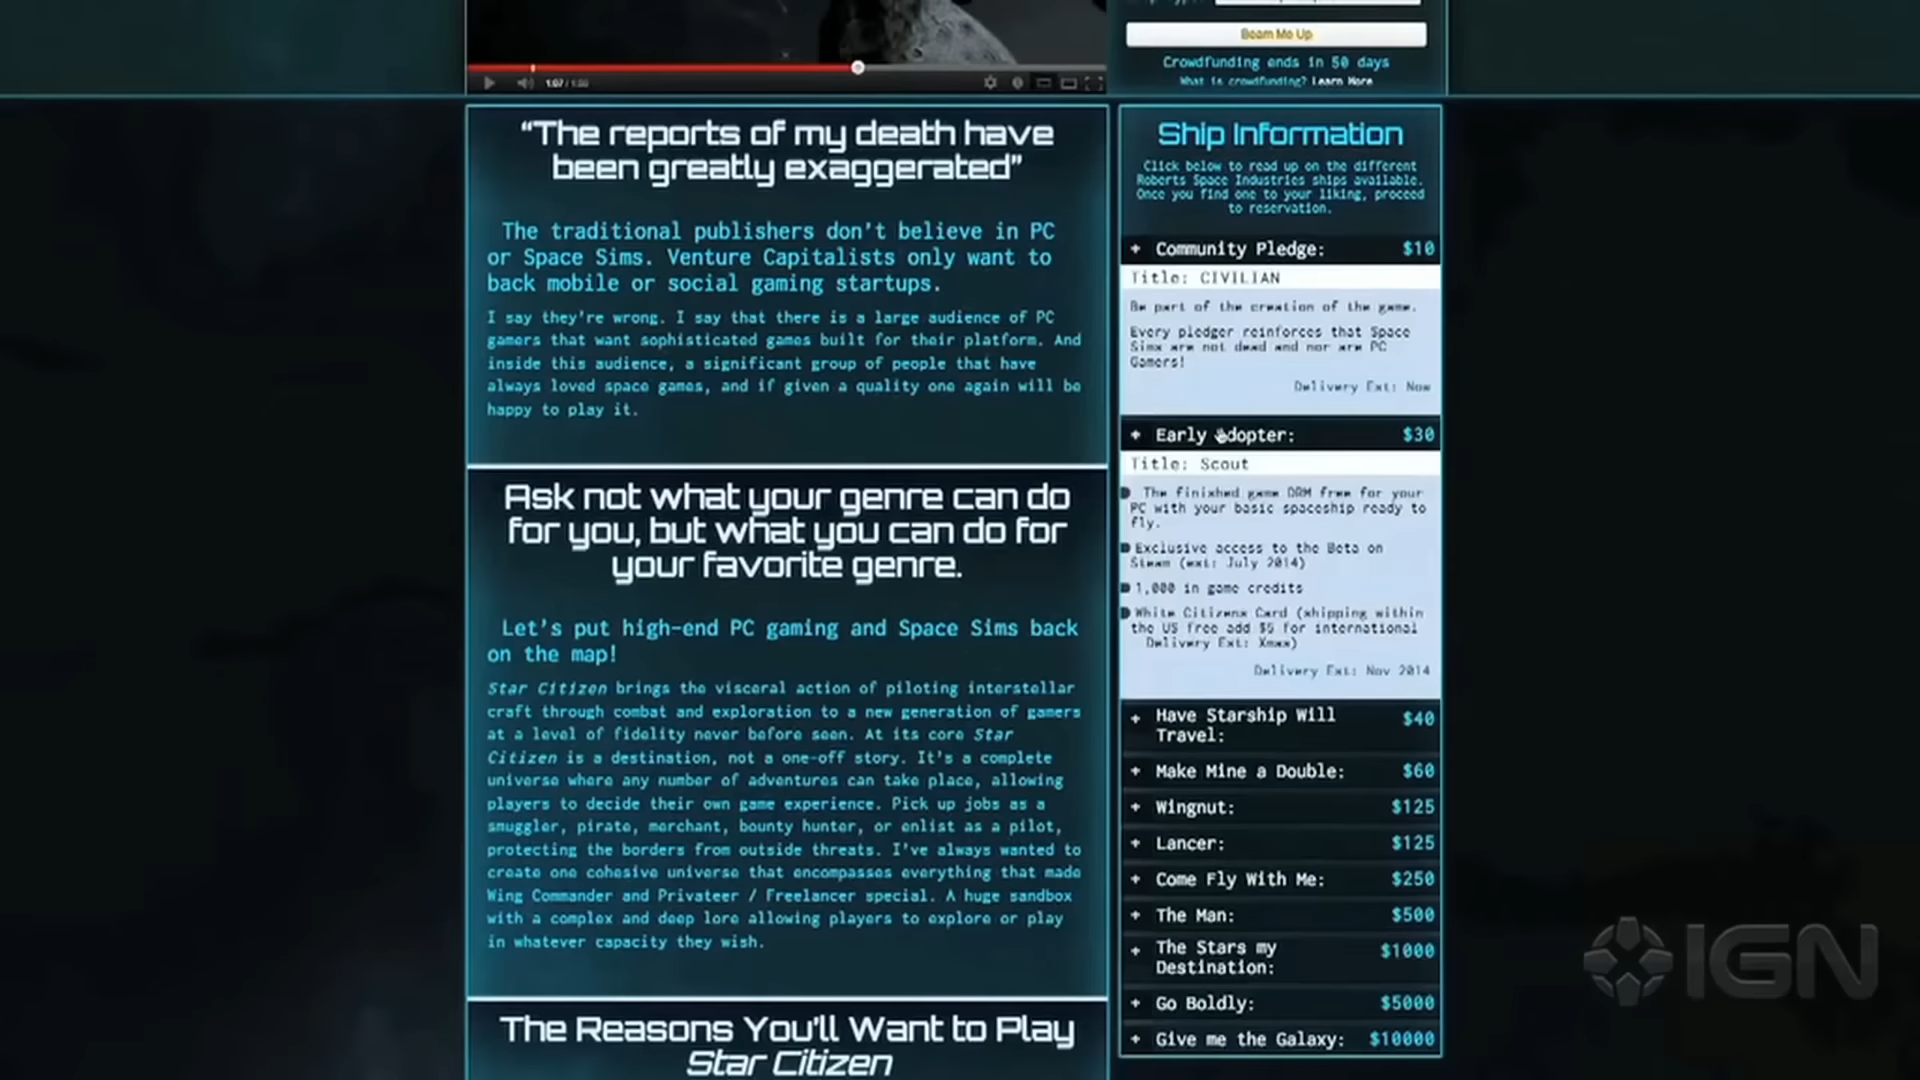 Beam Me Up
Crowdfunding ends in 50 days
What is crowdfunding? Learn More
1:07 /
"The reports of my death have
been greatly exaggerated"
The traditional publishers don't believe in PC
or Space Sims. Venture Capitalists only want to
back mobile or social gaming startups.
I say they're wrong. I say that there is a large audience of PC
gamers that want sophisticated games built for their platform. And
inside this audience, a significant group of people that have
always loved space games, and if given a quality one again will be
happy to play it.
Ask not what your genre can do
for you, but what you can do for
your favorite genre.
Let's put high-end PC gaming and Space Sims back
on the map!
Star Citizen brings the visceral action of piloting interstellar
craft through combat and exploration to a new generation of gamers
at a level of fidelity never before seen. At its core Star
Citizen is a destination, not a one-off story. It's a complete
universe where any number of adventures can take place, allowing
players to decide their own game experience. Pick up jobs as a
smuggler, pirate, merchant, bounty hunter, or enlist as a pilot,
protecting the borders from outside threats. I've always wanted to
create one cohesive universe that encompasses everything that made
Wing Commander and Privateer / Freelancer special. A huge sandbox
with a complex and deep lore allowing players to explore or play
in whatever capacity they wish.
The Reasons You'll Want to Play
Star Citizen
Ship Information
Click below to read up on the different
Roberts Space Industries ships available.
Once you find one to your liking, proceed
to reservation.
+ Community Pledge: $10
Title: CIVILIAN
Be part of the creation of the game.
Every pledger reinforces that Space
Sims are not dead and nor are PC
Gamers!
Delivery Est: Now
+ Early Adopter: $30
Title: Scout
The finished game DRM free for your
PC with your basic spaceship ready to
fly.
Exclusive access to the Beta on
Steam (est: July 2014)
1,000 in game credits
White Citizens Card (shipping within
the US free add $5 for international
Delivery Est: Xmas)
Delivery Est: Nov 2014
+ Have Starship Will
Travel: $40
+ Make Mine a Double: $60
+ Wingnut: $125
+ Lancer: $125
+ Come Fly With Me: $250
+ The Man: $500
+ The Stars my
Destination: $1000
+ Go Boldly: $5000
+ Give me the Galaxy: $10000
IGN